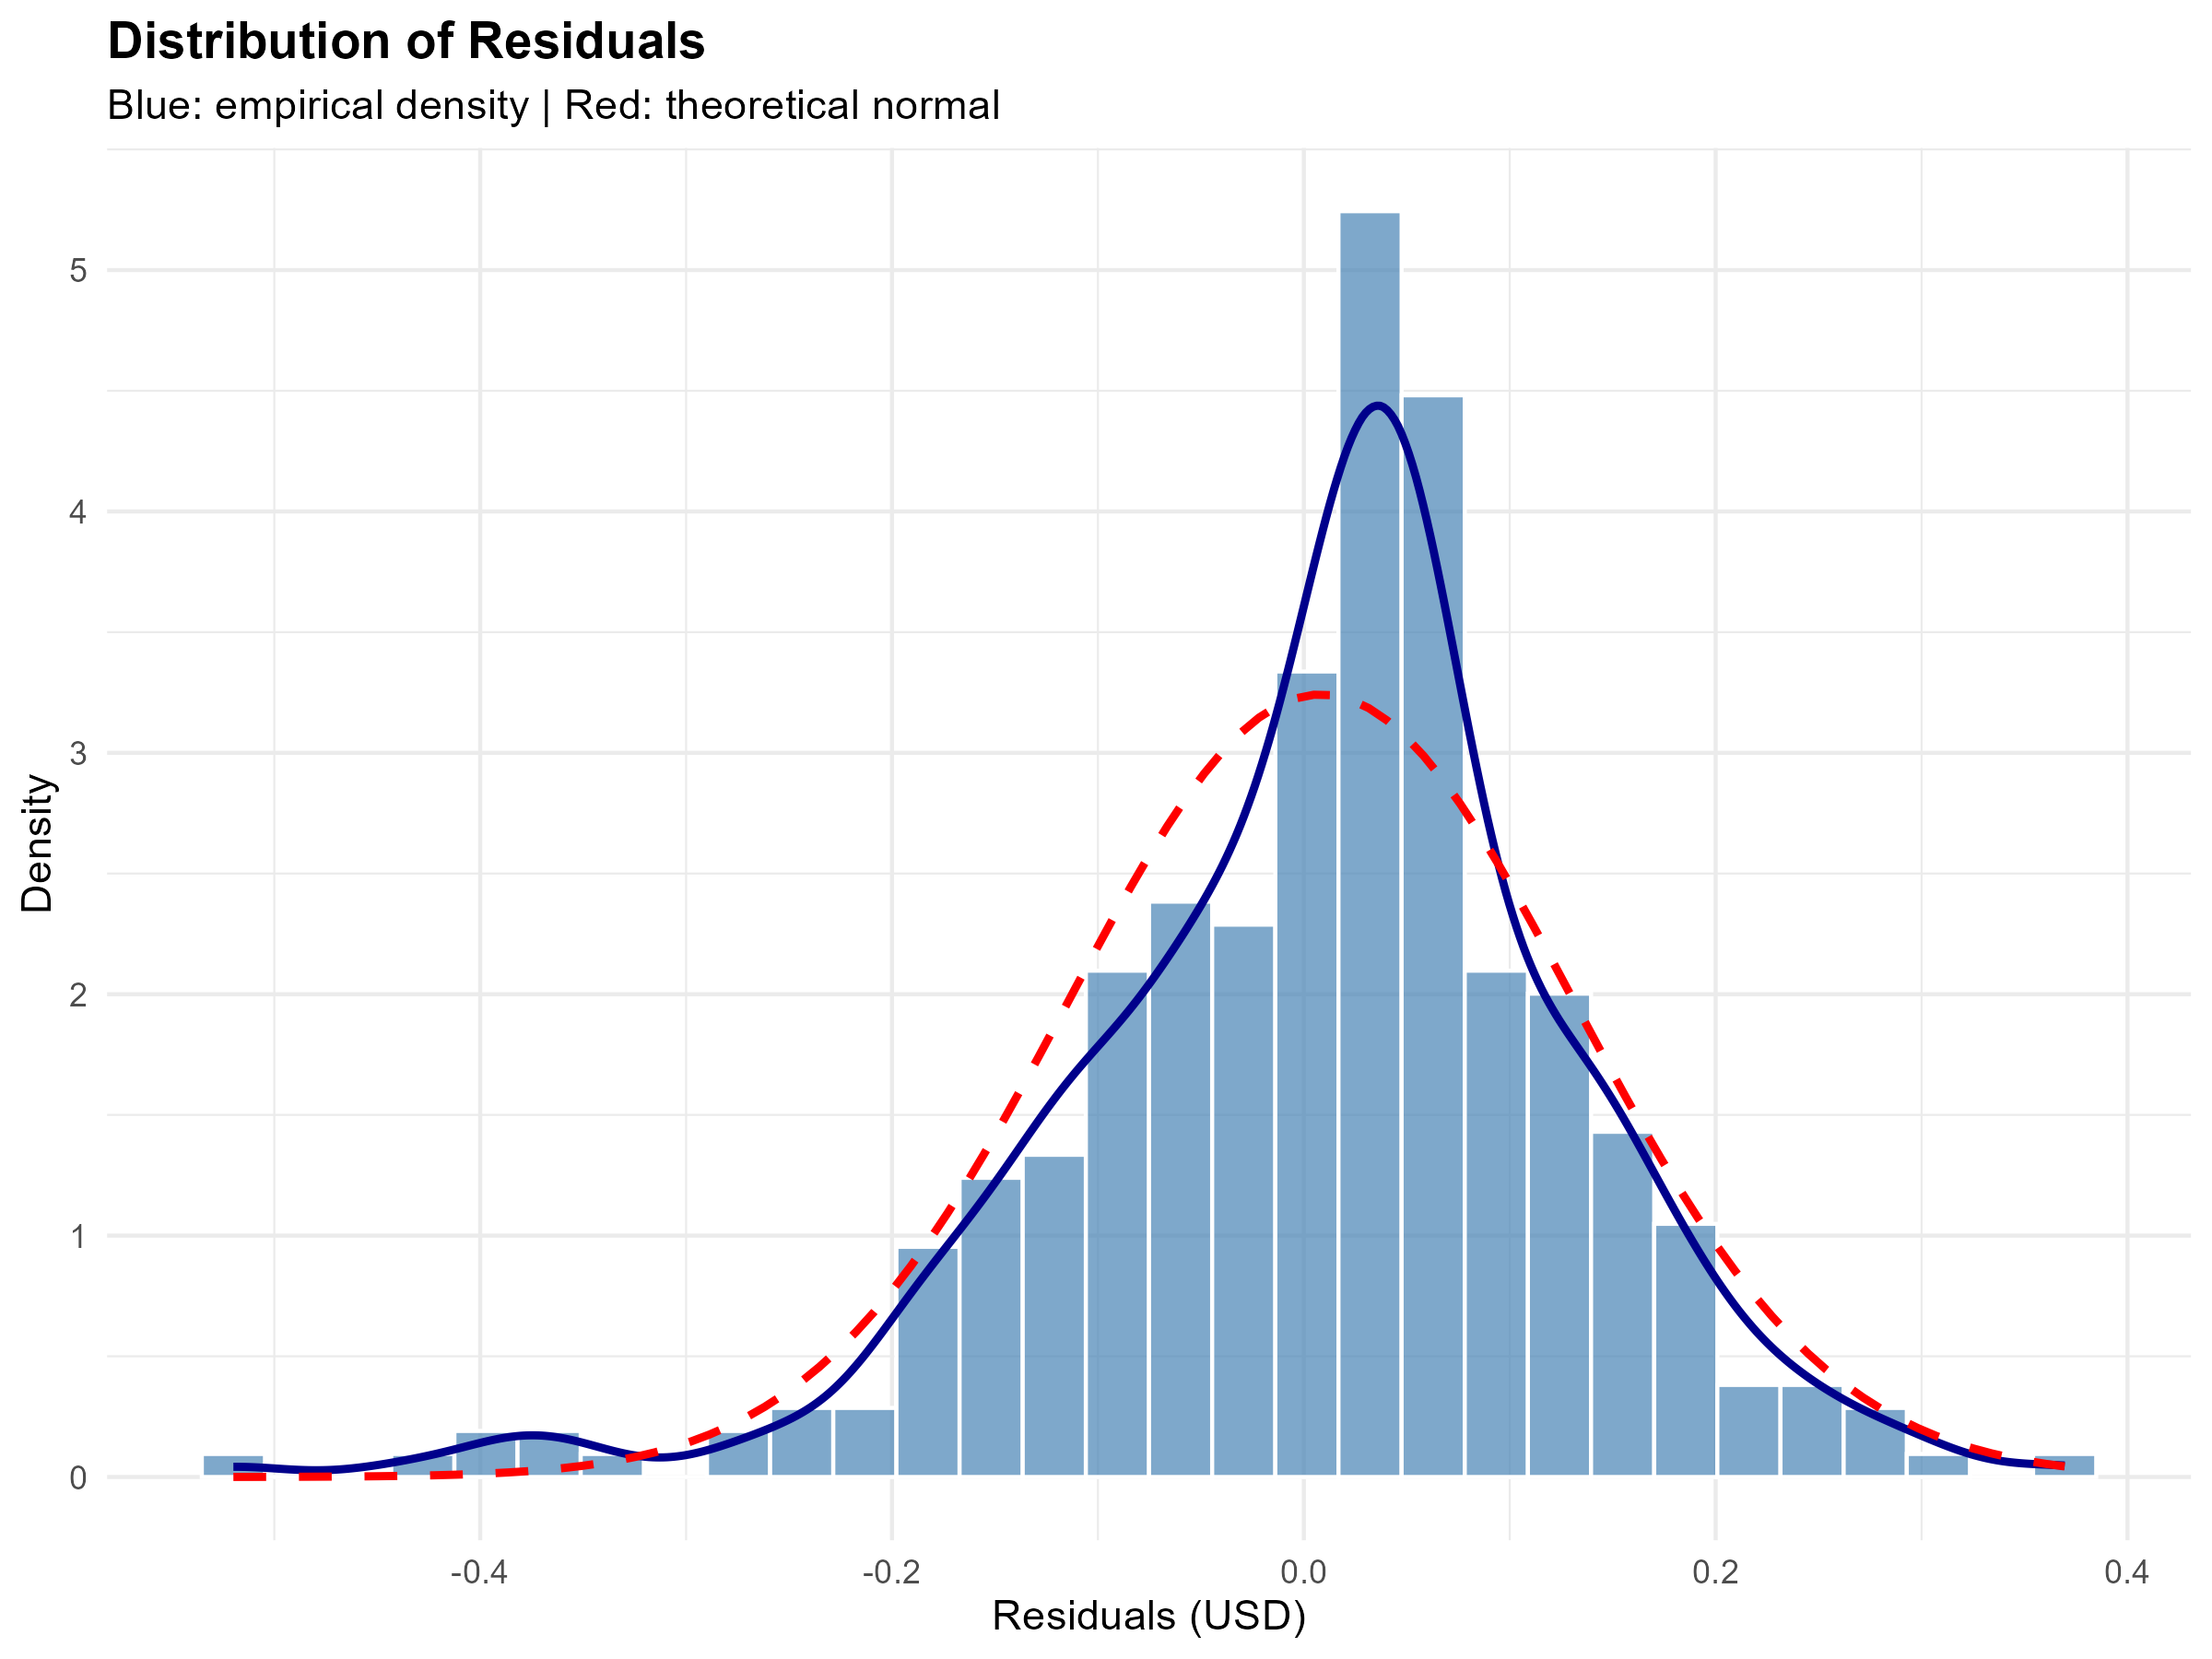 Distribution of Residuals
Blue: empirical density | Red: theoretical normal
5
4
3
2
1
0
Density
-0.4
-0.2
0.0
0.2
0.4
Residuals (USD)